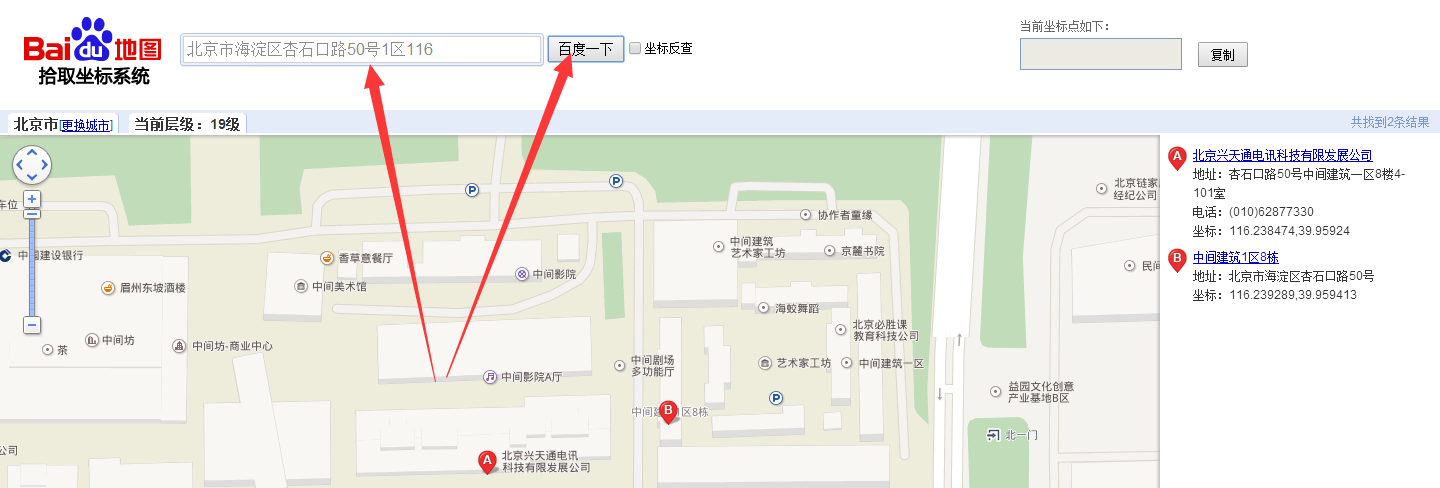 Bai du 地图
拾取坐标系统
北京市海淀区杏石口路50号1区116
百度一下
坐标反查
当前坐标点如下：
复制
北京市[更换城市]
当前层级：19级
共找到2条结果
A
北京兴天通电讯科技有限发展公司
地址：杏石口路50号中间建筑一区8楼4-
101室
电话：(010)62877330
坐标：116.238474,39.95924
B
中间建筑1区8栋
地址：北京市海淀区杏石口路50号
坐标：116.239289,39.959413
P
P
车位
北京链家
经纪公司
协作者童缘
中国建设银行
香草意餐厅
中间影院
中间建筑
艺术家工坊
京麓书院
民间
眉州东坡酒楼
中间美术馆
海蛟舞蹈
北京必胜课
教育科技公司
茶
中间坊
中间坊-商业中心
中间剧场
多功能厅
艺术家工坊
中间建筑一区
中间影院A厅
益园文化创意
产业基地B区
P
B
中间建 1区8栋
北一门
公司
A
北京兴天通电讯
科技有限发展公司